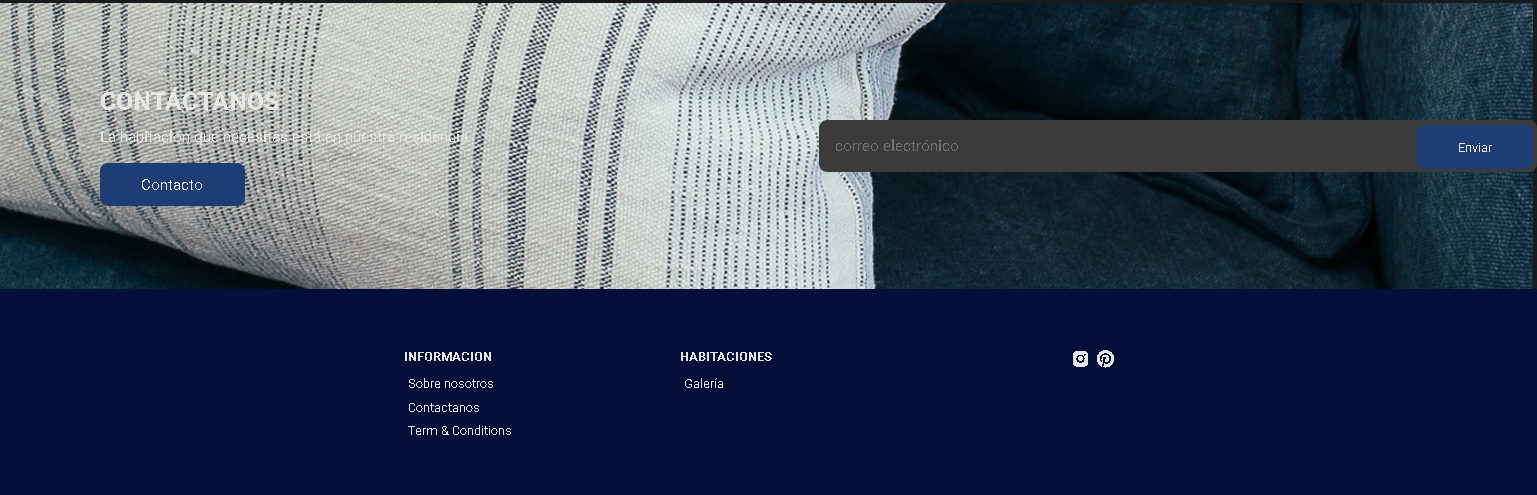 CONTÁCTANOS
La habitación que necesitas está en nuestra residencia
Contacto
correo electrónico
Enviar
INFORMACION
Sobre nosotros
Contactanos
Term & Conditions
HABITACIONES
Galería